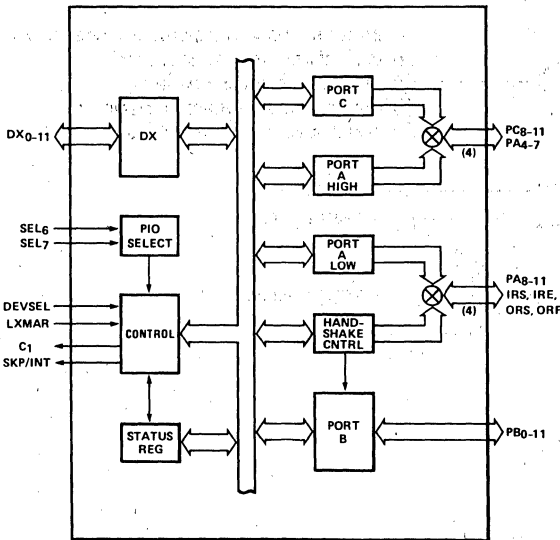 DX0-11
DX
SEL6
SEL7
PIO
SELECT
DEVSEL
LXMAR
C1
SKP/INT
CONTROL
STATUS
REG
PORT
C
PORT
A
HIGH
(4)
PC8-11
PA4-7
PORT
A
LOW
HAND-
SHAKE
CNTRL
(4)
PA8-11
IRS, IRE,
ORS, ORF
PORT
B
PB0-11